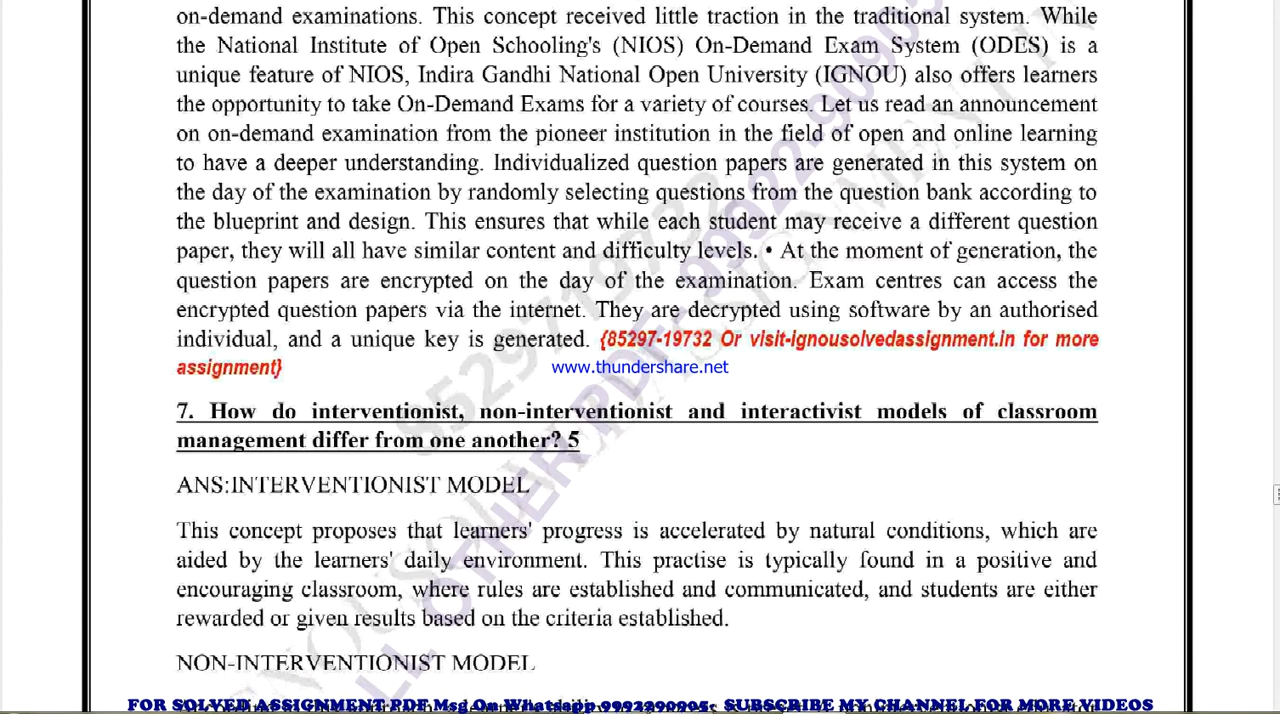 on-demand examinations. This concept received little traction in the traditional system. While
the National Institute of Open Schooling's (NIOS) On-Demand Exam System (ODES) is a
unique feature of NIOS, Indira Gandhi National Open University (IGNOU) also offers learners
the opportunity to take On-Demand Exams for a variety of courses. Let us read an announcement
on on-demand examination from the pioneer institution in the field of open and online learning
to have a deeper understanding. Individualized question papers are generated in this system on
the day of the examination by randomly selecting questions from the question bank according to
the blueprint and design. This ensures that while each student may receive a different question
paper, they will all have similar content and difficulty levels. • At the moment of generation, the
question papers are encrypted on the day of the examination. Exam centres can access the
encrypted question papers via the internet. They are decrypted using software by an authorised
individual, and a unique key is generated. {85297-19732 Or visit-ignousolvedassignment.in for more
assignment}
www.thundershare.net
7. How do interventionist, non-interventionist and interactivist models of classroom
management differ from one another? 5
ANS:INTERVENTIONIST MODEL
This concept proposes that learners' progress is accelerated by natural conditions, which are
aided by the learners' daily environment. This practise is typically found in a positive and
encouraging classroom, where rules are established and communicated, and students are either
rewarded or given results based on the criteria established.
NON-INTERVENTIONIST MODEL
FOR SOLVED ASSIGNMENT PDF Msg On Whatsapp 9992290905- SUBSCRIBE MY CHANNEL FOR MORE VIDEOS
8529719732